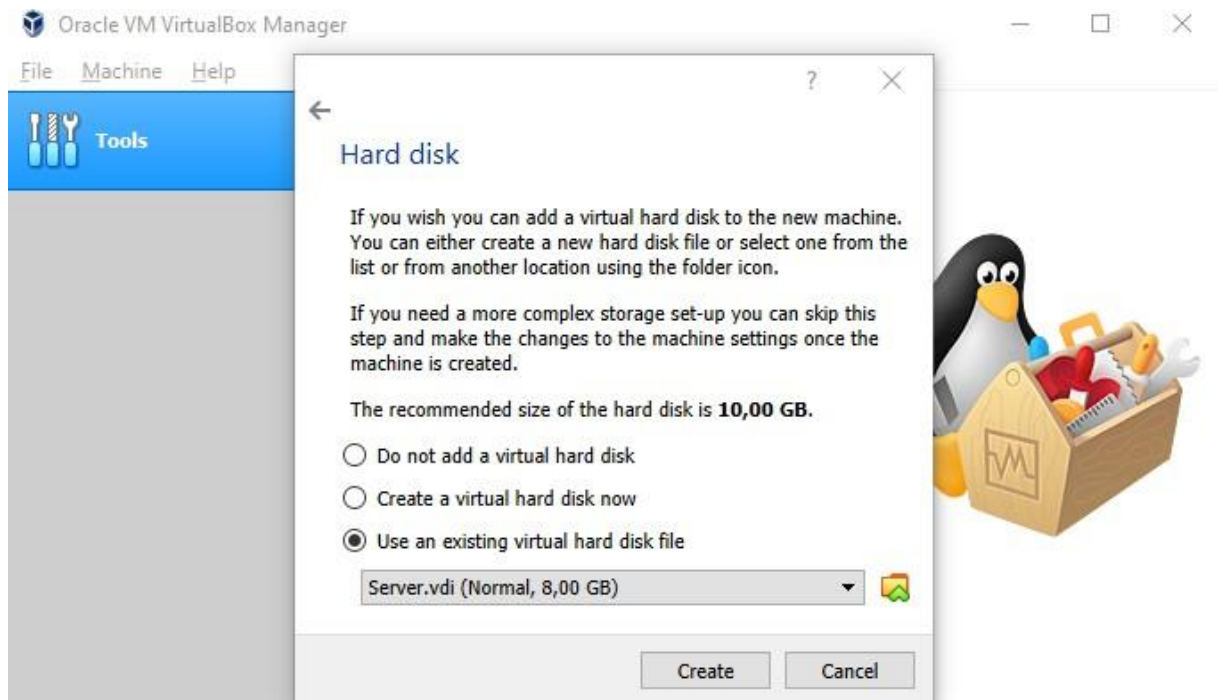 Oracle VM VirtualBox Manager
File Machine Help
?
Tools
Hard disk
If you wish you can add a virtual hard disk to the new machine.
You can either create a new hard disk file or select one from the
list or from another location using the folder icon.
If you need a more complex storage set-up you can skip this
step and make the changes to the machine settings once the
machine is created.
The recommended size of the hard disk is 10,00 GB.
Do not add a virtual hard disk
Create a virtual hard disk now
Use an existing virtual hard disk file
Server.vdi (Normal, 8,00 GB)
Create Cancel